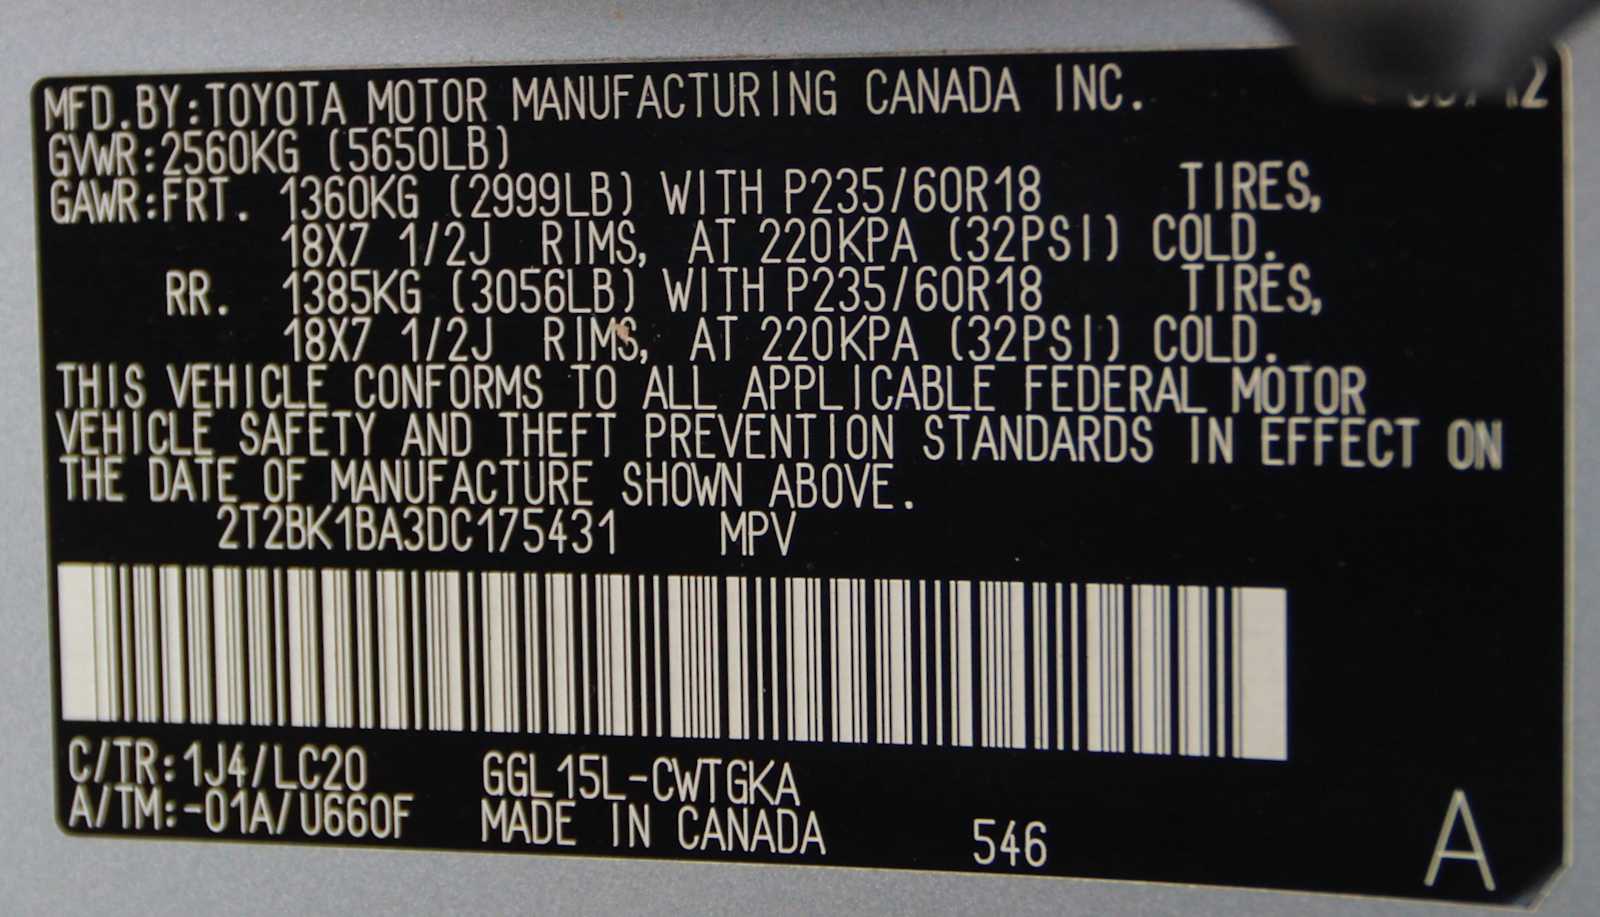 MFD.BY:TOYOTA MOTOR MANUFACTURING CANADA INC.
GVWR:2560KG (5650LB)
GAWR:FRT. 1360KG (2999LB) WITH P235/60R18 TIRES,
18X7 1/2J RIMS, AT 220KPA (32PSI) COLD.
RR. 1385KG (3056LB) WITH P235/60R18 TIRES,
18X7 1/2J RIMS, AT 220KPA (32PSI) COLD.
THIS VEHICLE CONFORMS TO ALL APPLICABLE FEDERAL MOTOR
VEHICLE SAFETY AND THEFT PREVENTION STANDARDS IN EFFECT ON
THE DATE OF MANUFACTURE SHOWN ABOVE.
2T2BK1BA3DC175431 MPV
C/TR:1J4/LC20 GGL15L-CWTGKA
A/TM:-01A/U660F MADE IN CANADA 546 A